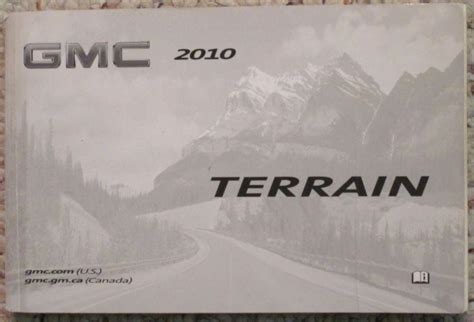 GMC 2010
TERRAIN
gmc.com (U.S.)
gmc.gm.ca (Canada)